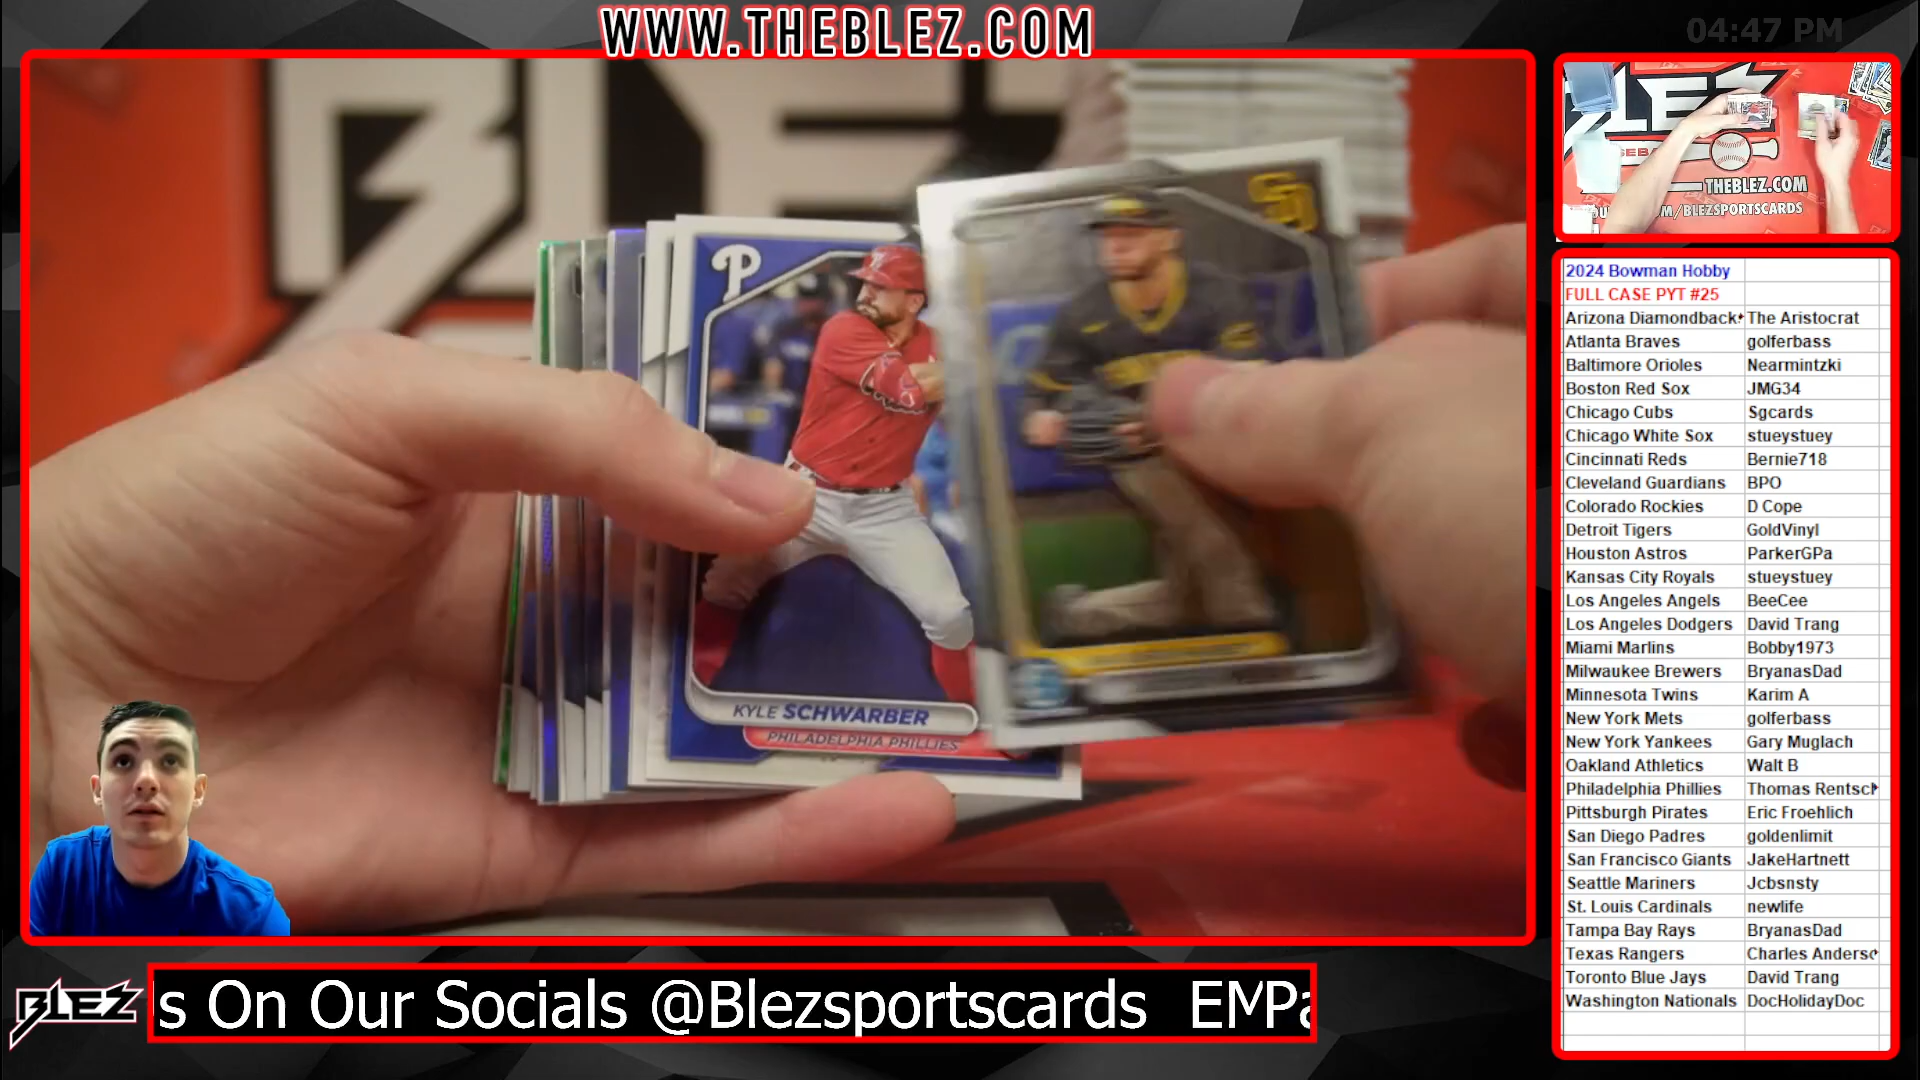 WWW.THEBLEZ.COM
04:47 PM
BLEZ
P
SD
KYLE SCHWARBER
PHILADELPHIA PHILLIES
BLEZ
THEBLEZ.COM
M/BLEZSPORTSCARDS
2024 Bowman Hobby
FULL CASE PYT #25
Arizona Diamondback The Aristocrat
Atlanta Braves golferbass
Baltimore Orioles Nearmintzki
Boston Red Sox JMG34
Chicago Cubs Sgcards
Chicago White Sox stueystuey
Cincinnati Reds Bernie718
Cleveland Guardians BPO
Colorado Rockies D Cope
Detroit Tigers GoldVinyl
Houston Astros ParkerGPa
Kansas City Royals stueystuey
Los Angeles Angels BeeCee
Los Angeles Dodgers David Trang
Miami Marlins Bobby1973
Milwaukee Brewers BryanasDad
Minnesota Twins Karim A
New York Mets golferbass
New York Yankees Gary Muglach
Oakland Athletics Walt B
Philadelphia Phillies Thomas Rentscl
Pittsburgh Pirates Eric Froehlich
San Diego Padres goldenlimit
San Francisco Giants JakeHartnett
Seattle Mariners Jcbsnsty
St. Louis Cardinals newlife
Tampa Bay Rays BryanasDad
Texas Rangers Charles Anders
Toronto Blue Jays David Trang
Washington Nationals DocHolidayDoc
BLEZ
s On Our Socials @Blezsportscards EMPa